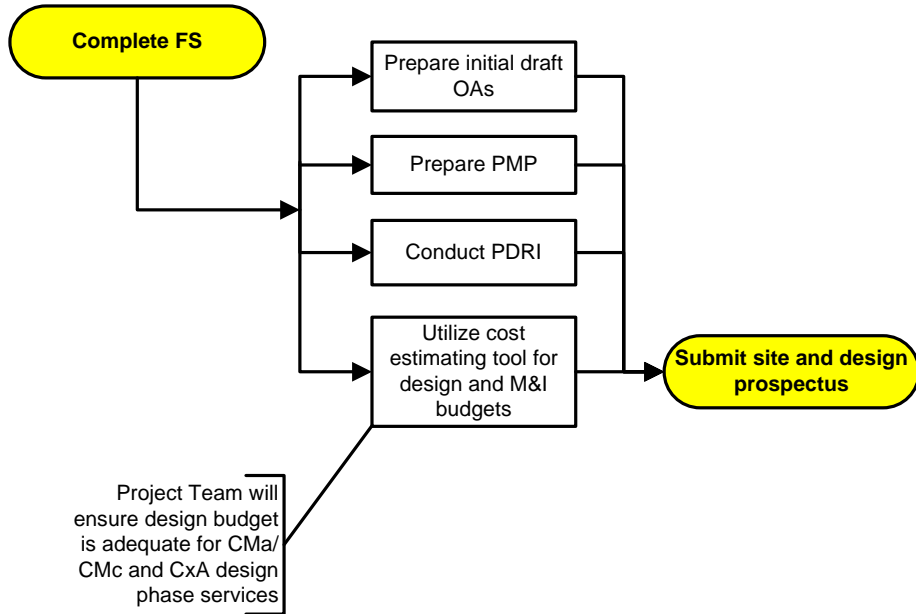 Complete FS
Prepare initial draft
OAs
Prepare PMP
Conduct PDRI
Utilize cost
estimating tool for
design and M&I
budgets
Submit site and design
prospectus
Project Team will
ensure design budget
is adequate for CMa/
CMc and CxA design
phase services